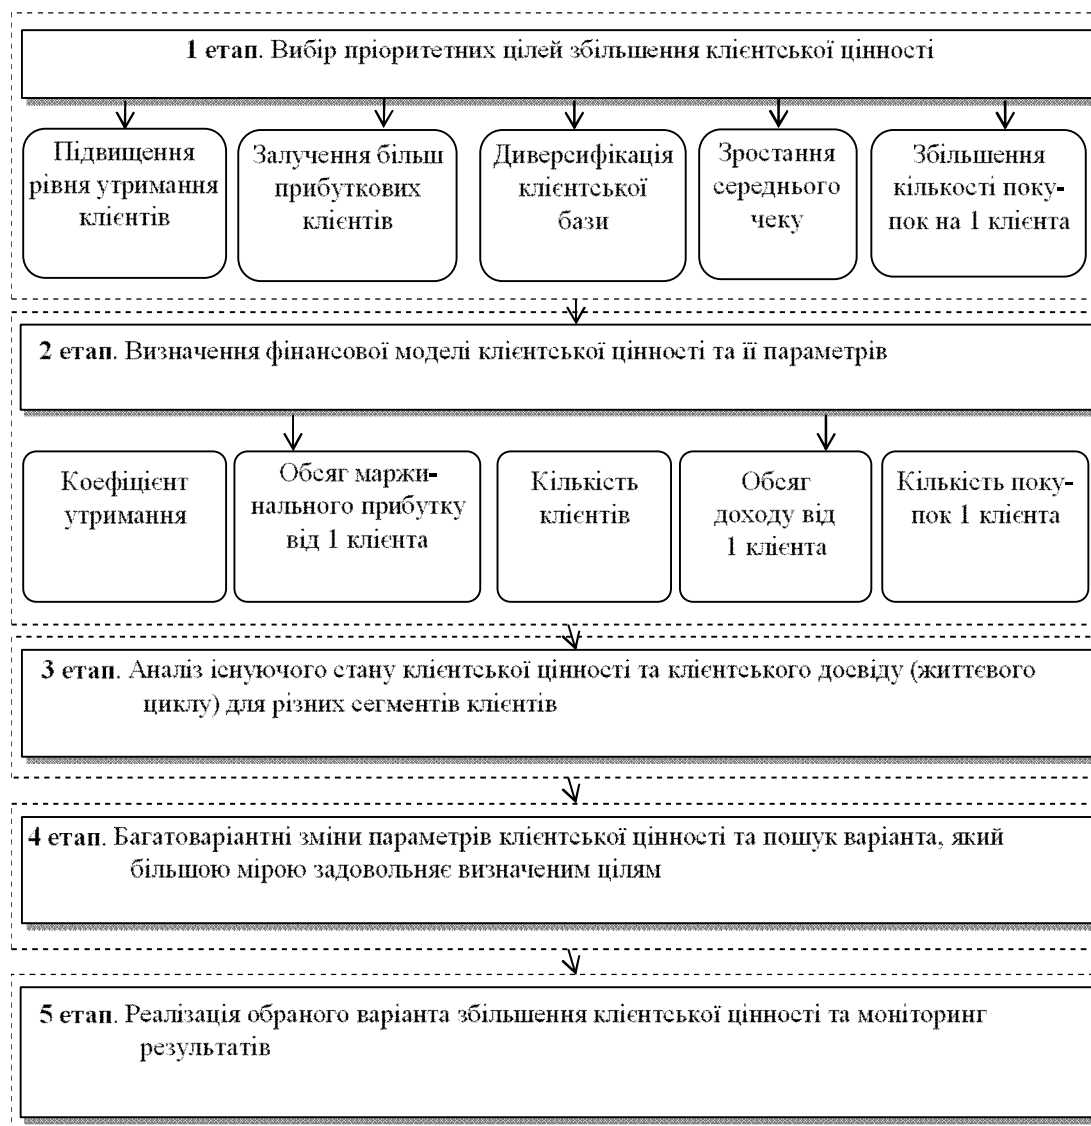 1 етап. Вибір пріоритетних цілей збільшення клієнтської цінності
Підвищення
рівня утримання
клієнтів
Залучення більш
прибуткових
клієнтів
Диверсифікація
клієнтської
бази
Зростання
середнього
чеку
Збільшення
кількості поку-
пок на 1 клієнта
2 етап. Визначення фінансової моделі клієнтської цінності та її параметрів
Коефіцієнт
утримання
Обсяг маржи-
нального прибутку
від 1 клієнта
Кількість
клієнтів
Обсяг
доходу від
1 клієнта
Кількість поку-
пок 1 клієнта
3 етап. Аналіз існуючого стану клієнтської цінності та клієнтського досвіду (життєвого
циклу) для різних сегментів клієнтів
4 етап. Багатоваріантні зміни параметрів клієнтської цінності та пошук варіанта, який
більшою мірою задовольняє визначеним цілям
5 етап. Реалізація обраного варіанта збільшення клієнтської цінності та моніторинг
результатів